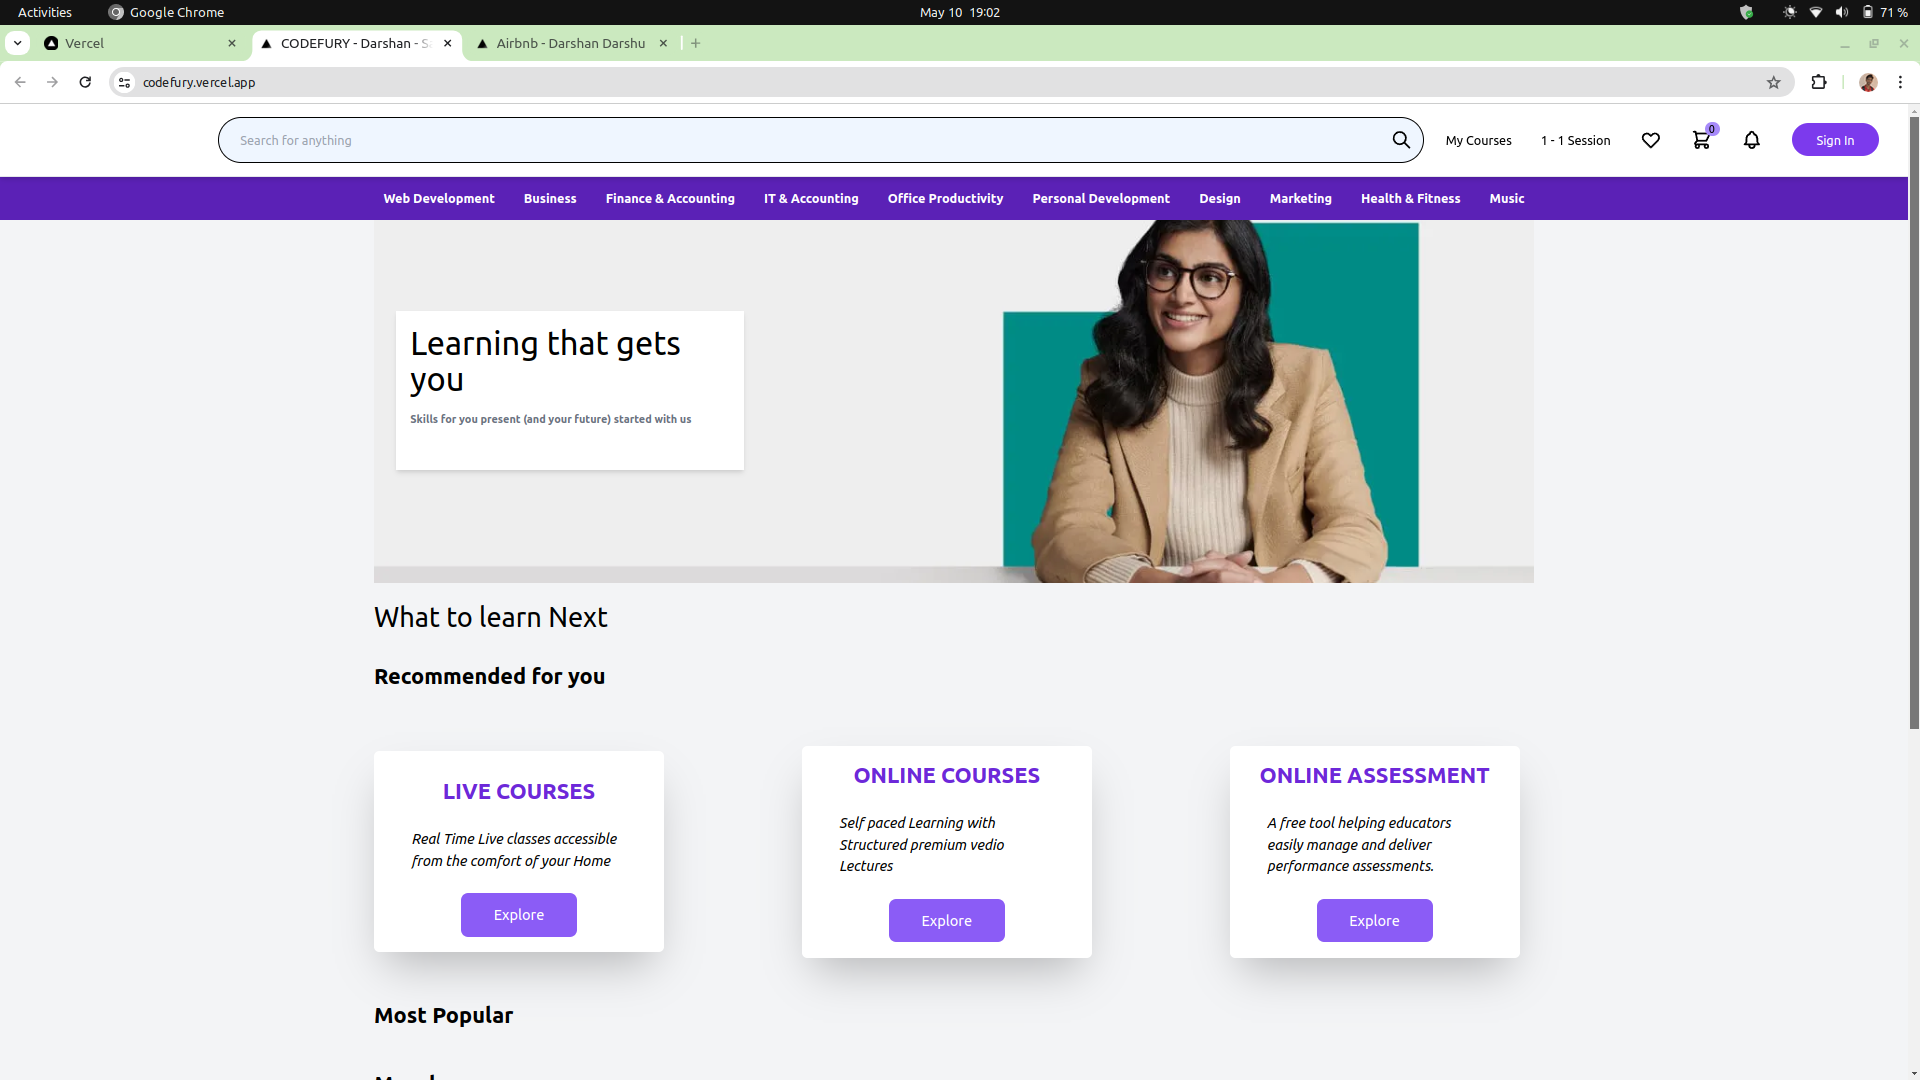 Activities Google Chrome May 10 19:02 71 %
Vercel CODEFURY - Darshan - S Airbnb - Darshan Darshu
codefury.vercel.app
Search for anything My Courses 1 - 1 Session 0 Sign In
Web Development Business Finance & Accounting IT & Accounting Office Productivity Personal Development Design Marketing Health & Fitness Music
Learning that gets
you
Skills for you present (and your future) started with us
What to learn Next
Recommended for you
LIVE COURSES
Real Time Live classes accessible
from the comfort of your Home
Explore
ONLINE COURSES
Self paced Learning with
Structured premium vedio
Lectures
Explore
ONLINE ASSESSMENT
A free tool helping educators
easily manage and deliver
performance assessments.
Explore
Most Popular